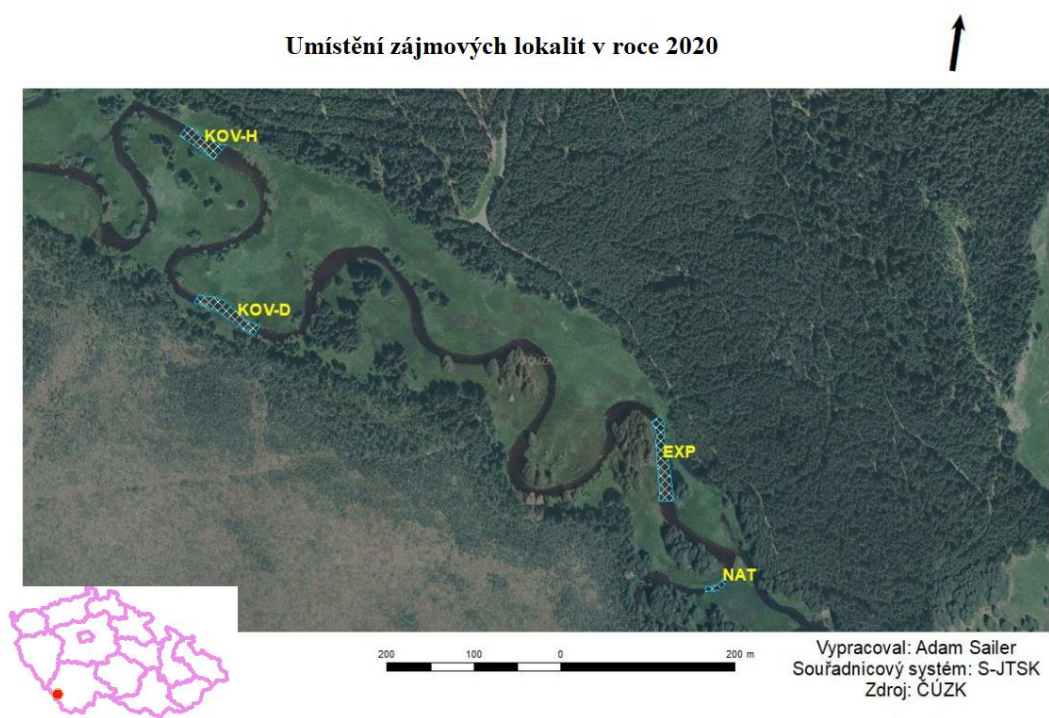 Umístění zájmových lokalit v roce 2020
KOV-H
KOV-D
ČÚZK
EXP
NAT
200 100 0 200 m
Vypracoval: Adam Sailer
Souřadnicový systém: S-JTSK
Zdroj: ČÚZK